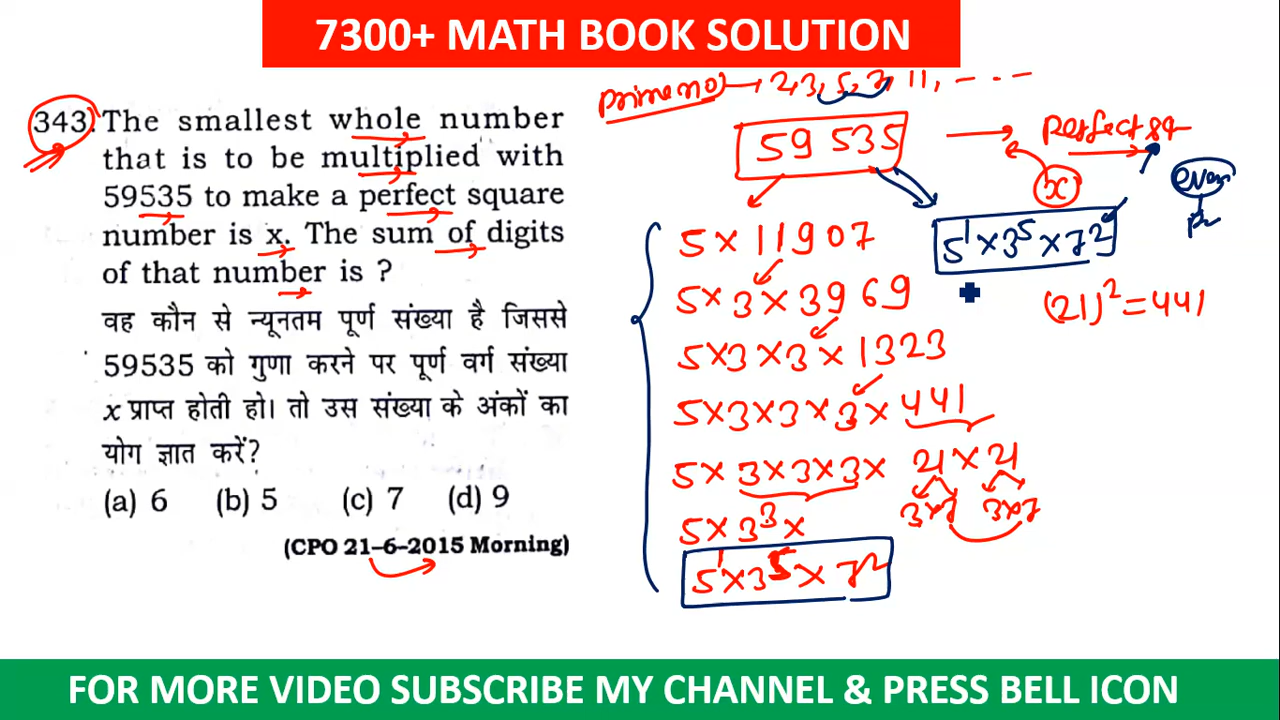 7300+ MATH BOOK SOLUTION
343. The smallest whole number
that is to be multiplied with
59535 to make a perfect square
number is x. The sum of digits
of that number is ?
वह कौन से न्यूनतम पूर्ण संख्या है जिससे
59535 को गुणा करने पर पूर्ण वर्ग संख्या
x प्राप्त होती हो। तो उस संख्या के अंकों का
योग ज्ञात करें?
(a) 6 (b) 5 (c) 7 (d) 9
(CPO 21-6-2015 Morning)
prime no → 2,3, 5, 7, 11, - - - -
59 535
perfect sq
x
even
5¹×3⁵×7²
(21)²=441
5 × 11907
5× 3 × 3969
5×3×3×1323
5×3×3×3×441
5×3×3×3× 21×21
3×7 3×7
5×3³×
5¹×3⁵×7²
FOR MORE VIDEO SUBSCRIBE MY CHANNEL & PRESS BELL ICON